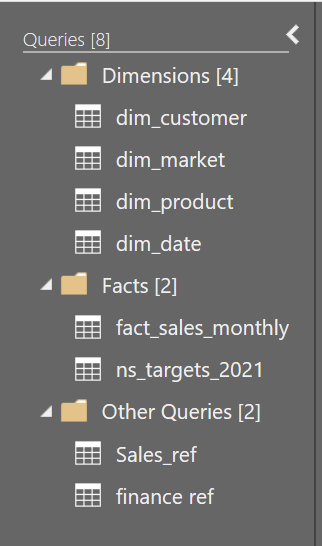 Queries [8]
Dimensions [4]
dim_customer
dim_market
dim_product
dim_date
Facts [2]
fact_sales_monthly
ns_targets_2021
Other Queries [2]
Sales_ref
finance ref